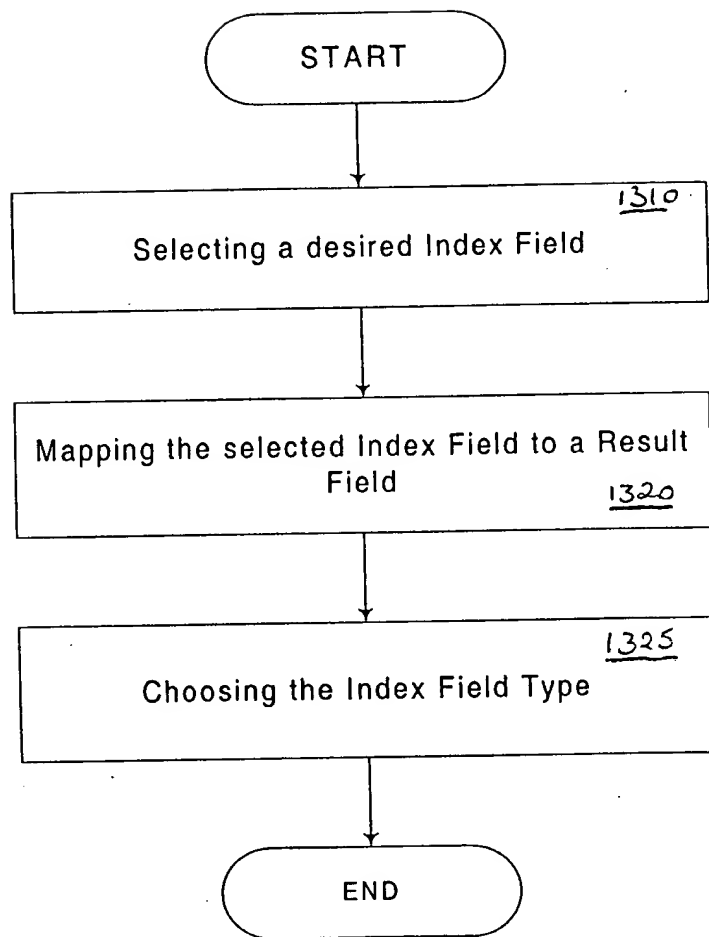 START
1310
Selecting a desired Index Field
Mapping the selected Index Field to a Result
Field
1320
1325
Choosing the Index Field Type
END